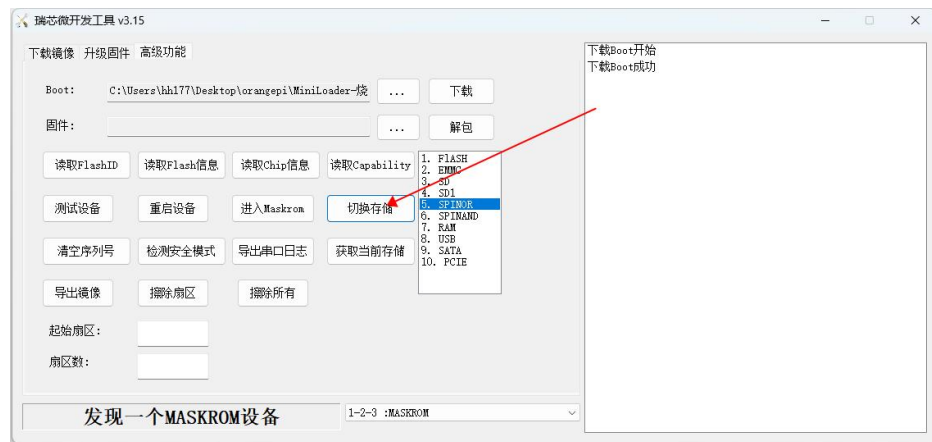 瑞芯微开发工具 v3.15
下载镜像 升级固件 高级功能
Boot: C:\Users\hh177\Desktop\orangepi\MiniLoader-烧 ... 下载
固件: ... 解包
读取FlashID 读取Flash信息 读取Chip信息 读取Capability
测试设备 重启设备 进入Maskrom 切换存储
清空序列号 检测安全模式 导出串口日志 获取当前存储
导出镜像 擦除扇区 擦除所有
1. FlASH
2. EMMC
3. SD
4. SD1
5. SPINOR
6. SPINAND
7. RAM
8. USB
9. SATA
10. PCIE
起始扇区:
扇区数:
发现一个MASKROM设备 1-2-3 :MASKROM
下载Boot开始
下载Boot成功